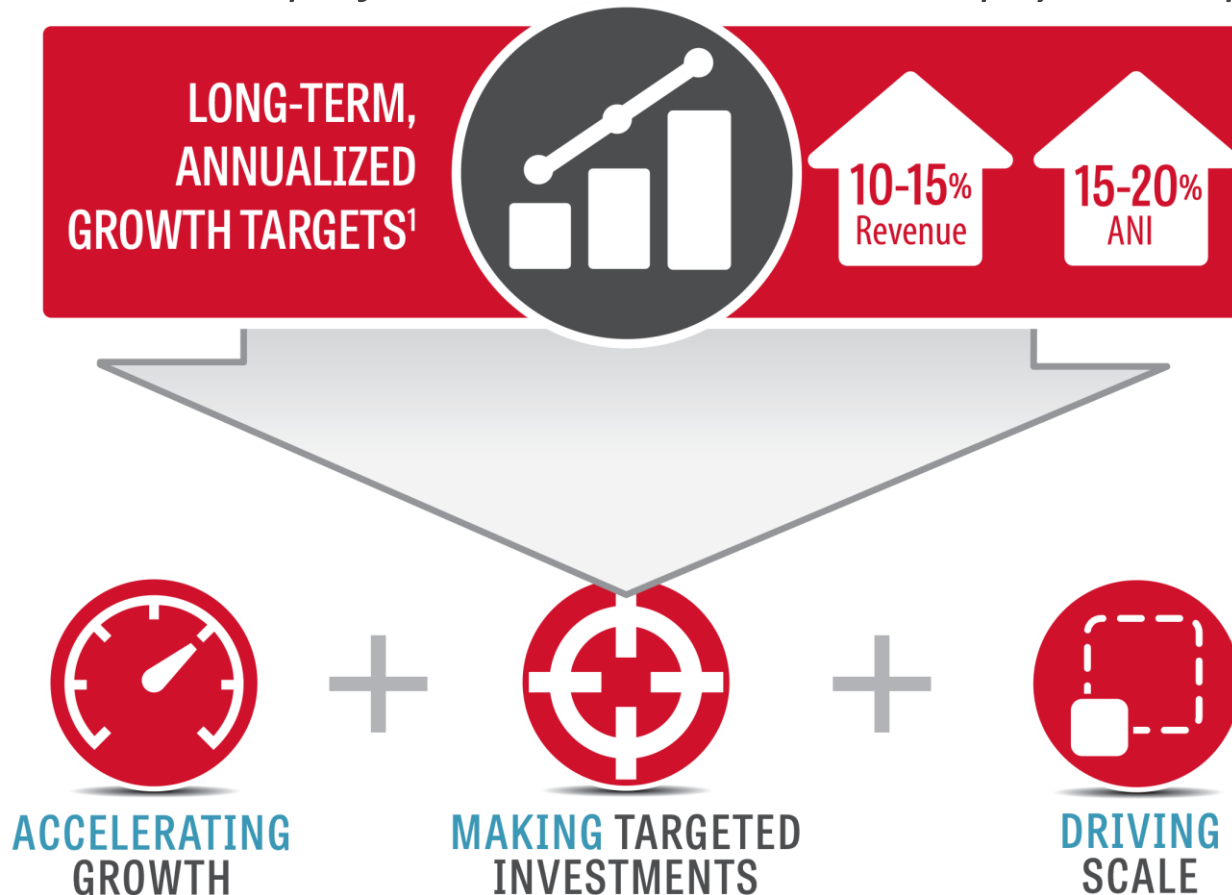 LONG-TERM,
ANNUALIZED
GROWTH TARGETS¹
10-15%
Revenue
15-20%
ANI
ACCELERATING
GROWTH
MAKING TARGETED
INVESTMENTS
DRIVING
SCALE